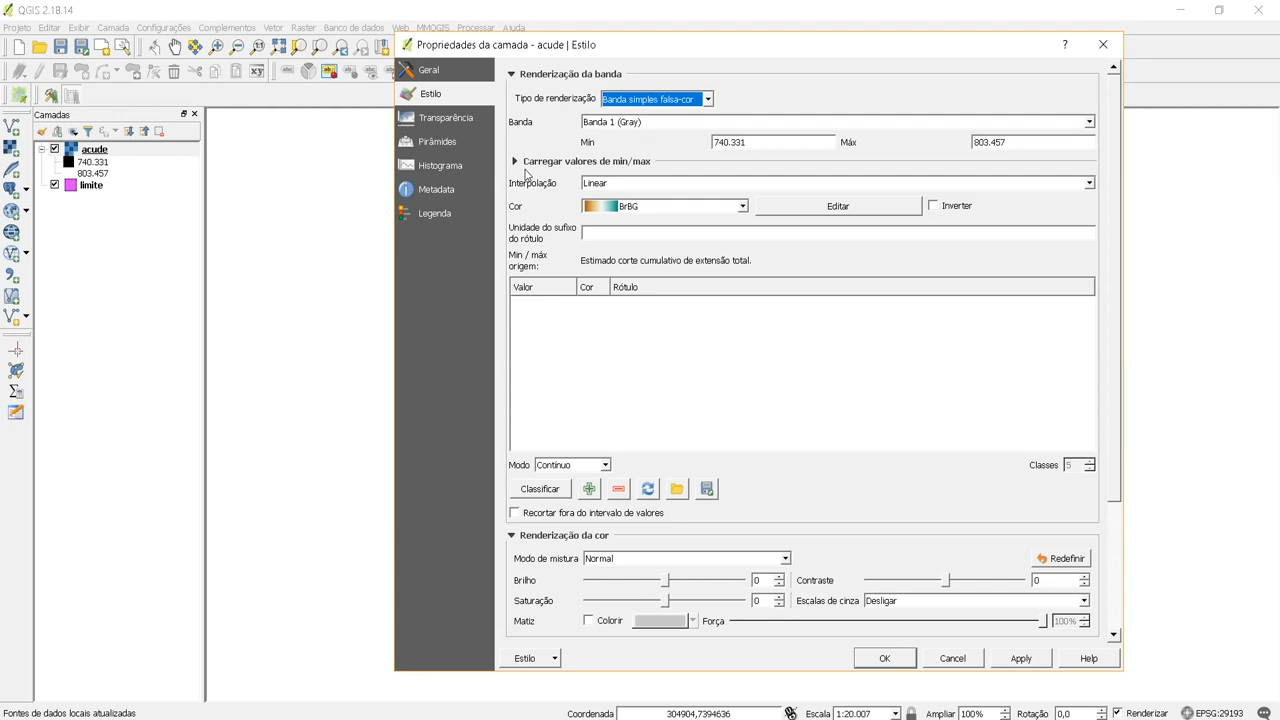 QGIS 2.18.14
Projeto Editar Exibir Camada Configurações Complementos Vetor Raster Banco de dados Web MMQGIS Processar Ajuda
Propriedades da camada - acude | Estilo
Camadas
acude
740.331
803.457
limite
Geral
Estilo
Transparência
Pirâmides
Histograma
Metadata
Legenda
Renderização da banda
Tipo de renderização Banda simples falsa-cor
Banda Banda 1 (Gray)
Mín 740.331 Máx 803.457
Carregar valores de min/max
Interpolação Linear
Cor BrBG Editar Inverter
Unidade do sufixo
do rótulo
Min / máx
origem: Estimado corte cumulativo de extensão total.
Valor Cor Rótulo
Modo Contínuo Classes 5
Classificar
Recortar fora do intervalo de valores
Renderização da cor
Modo de mistura Normal Redefinir
Brilho 0 Contraste 0
Saturação 0 Escalas de cinza Desligar
Matiz Colorir Força 100%
Estilo OK Cancel Apply Help
Fontes de dados locais atualizadas Coordenada 304904,7394636 Escala 1:20.007 Ampliar 100% Rotação 0,0 Renderizar EPSG:29193